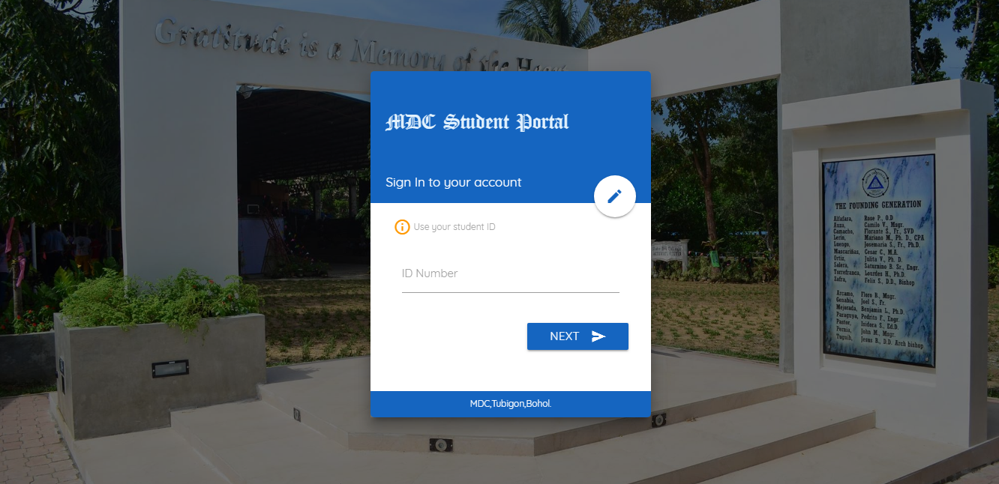 Gratitude is a Memory of the Heart
MDC Student Portal
Sign In to your account
Use your student ID
ID Number
NEXT
MDC,Tubigon,Bohol.
THE FOUNDING GENERATION
Alfafara, Rose P., O.D
Auza, Camilo V., Msgr.
Camacho, Florante S., Fr., SVD
Lerin, Mariano M., Ph. D., CPA
Luengo, Josemaria S., Fr., Ph.D.
Mascariñas, Cesar C., M.A.
Ortiz, Julita V., Ph. D.
Salera, Saturnino B. Sr., Engr.
Torrefranca, Lourdes H., Ph.D.
Zafra, Felix S., D.D., Bishop
Arcamo, Floro B., Msgr.
Genabia, Joel S., Fr.
Mejorada, Benjamin L., Ph.D.
Paraguya, Pedrito F., Engr.
Pastor, Isidora S., Ed.D.
Pernia, John M., Msgr.
Tuquib, Jesus B., D.D. Arch bishop